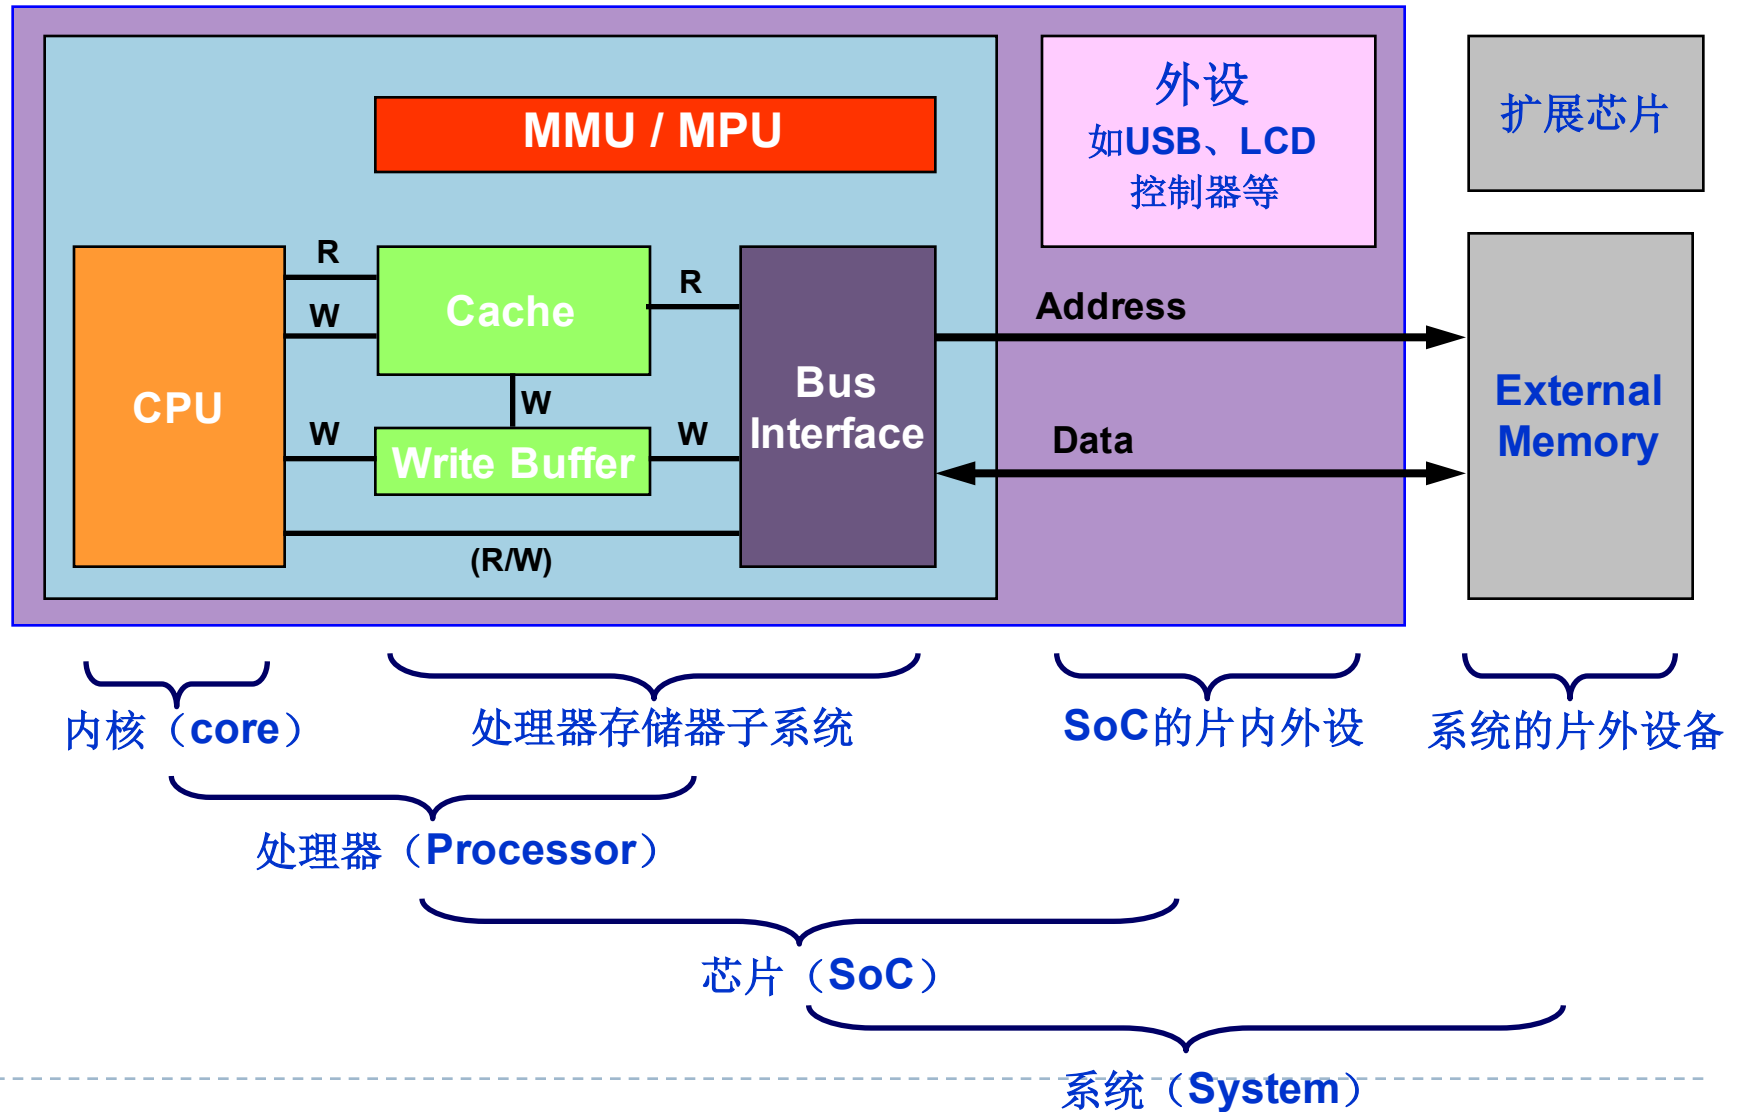 MMU / MPU
外设
如USB、LCD
控制器等
扩展芯片
R
W
Cache
R
CPU
W
W
Write Buffer
W
(R/W)
Bus
Interface
Address
Data
External
Memory
内核（core）
处理器存储器子系统
SoC的片内外设
系统的片外设备
处理器（Processor）
芯片（SoC）
系统（System）